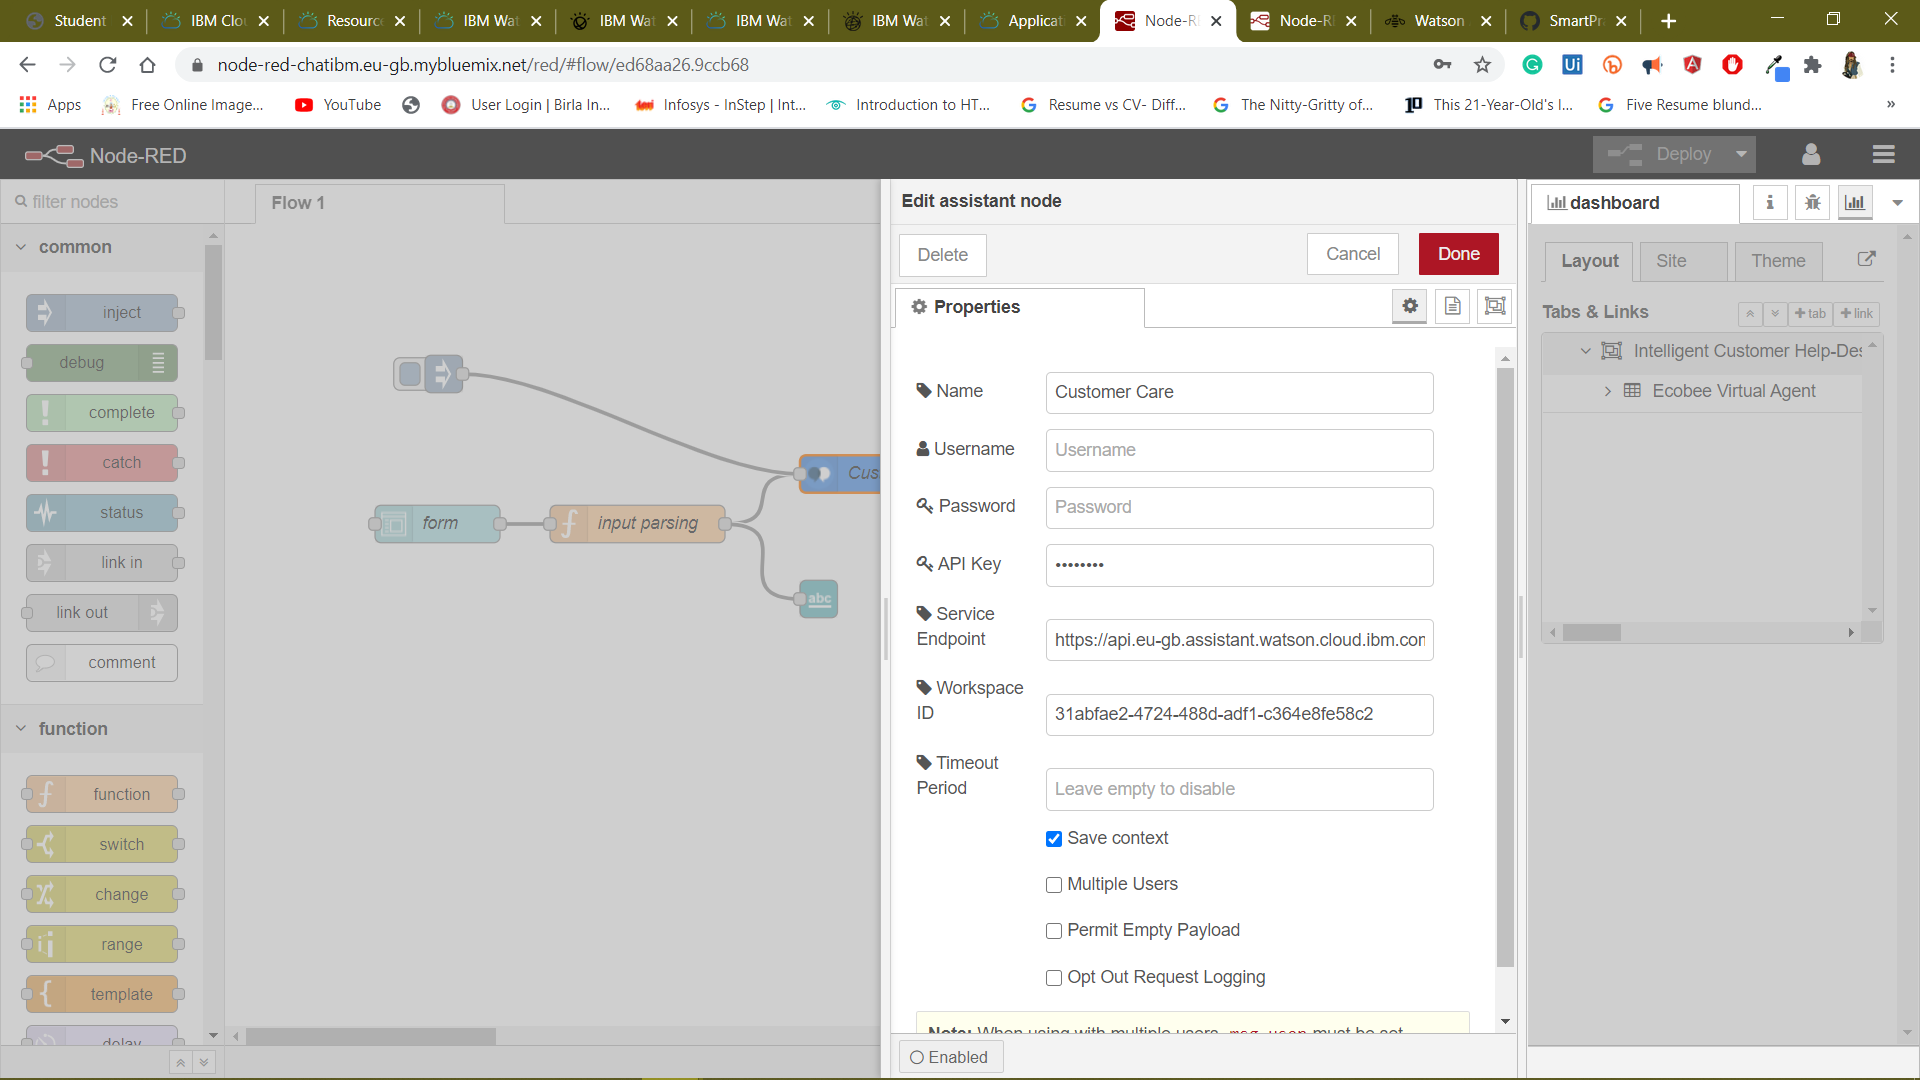 Student
IBM Clo
Resourc
IBM Wat
IBM Wat
IBM Wat
IBM Wat
Applicat
Node-R
Node-R
Watson
SmartPr
node-red-chatibm.eu-gb.mybluemix.net/red/#flow/ed68aa26.9ccb68
Apps
Free Online Image...
YouTube
User Login | Birla In...
Infosys - InStep | Int...
Introduction to HT...
Resume vs CV- Diff...
The Nitty-Gritty of...
This 21-Year-Old's I...
Five Resume blund...
»
Node-RED
Deploy
filter nodes
common
inject
debug
complete
catch
status
link in
link out
comment
function
function
switch
change
range
template
delay
Flow 1
form
input parsing
Cus
abc
Edit assistant node
Delete
Cancel
Done
Properties
Name
Customer Care
Username
Username
Password
Password
API Key
••••••••
Service
Endpoint
https://api.eu-gb.assistant.watson.cloud.ibm.con
Workspace
ID
31abfae2-4724-488d-adf1-c364e8fe58c2
Timeout
Period
Leave empty to disable
Save context
Multiple Users
Permit Empty Payload
Opt Out Request Logging
Note: When using with multiple users, msg.user must be set
Enabled
dashboard
Layout
Site
Theme
Tabs & Links
+ tab
+ link
Intelligent Customer Help-Des
Ecobee Virtual Agent